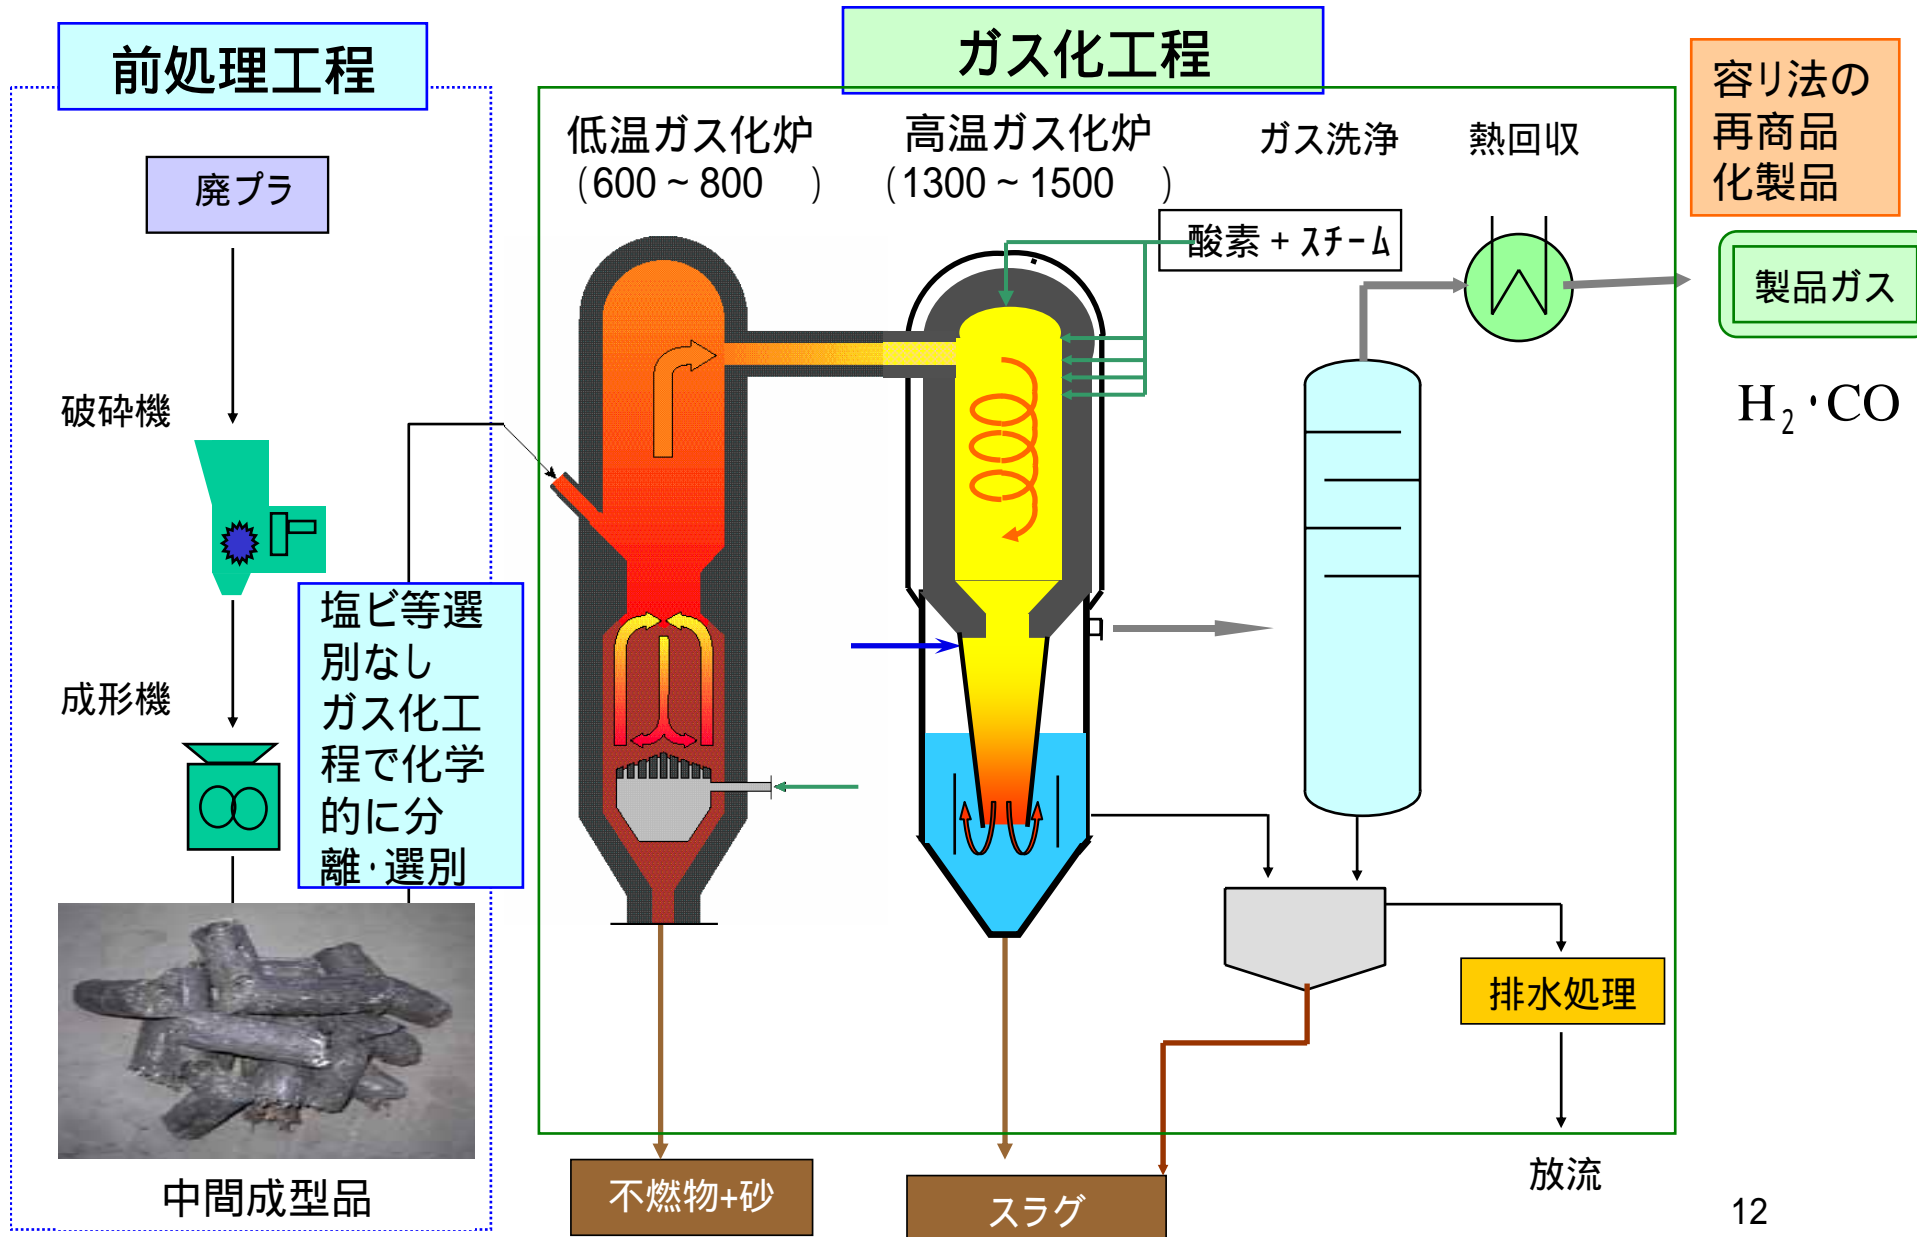 前処理工程
廃プラ
破砕機
成形機
塩ビ等選
別なし
ガス化工
程で化学
的に分
離・選別
中間成型品
ガス化工程
低温ガス化炉
(600～800　)
高温ガス化炉
(1300～1500　)
ガス洗浄
熱回収
酸素+スチーム
容リ法の
再商品
化製品
製品ガス
H₂・CO
排水処理
放流
不燃物+砂
スラグ
12